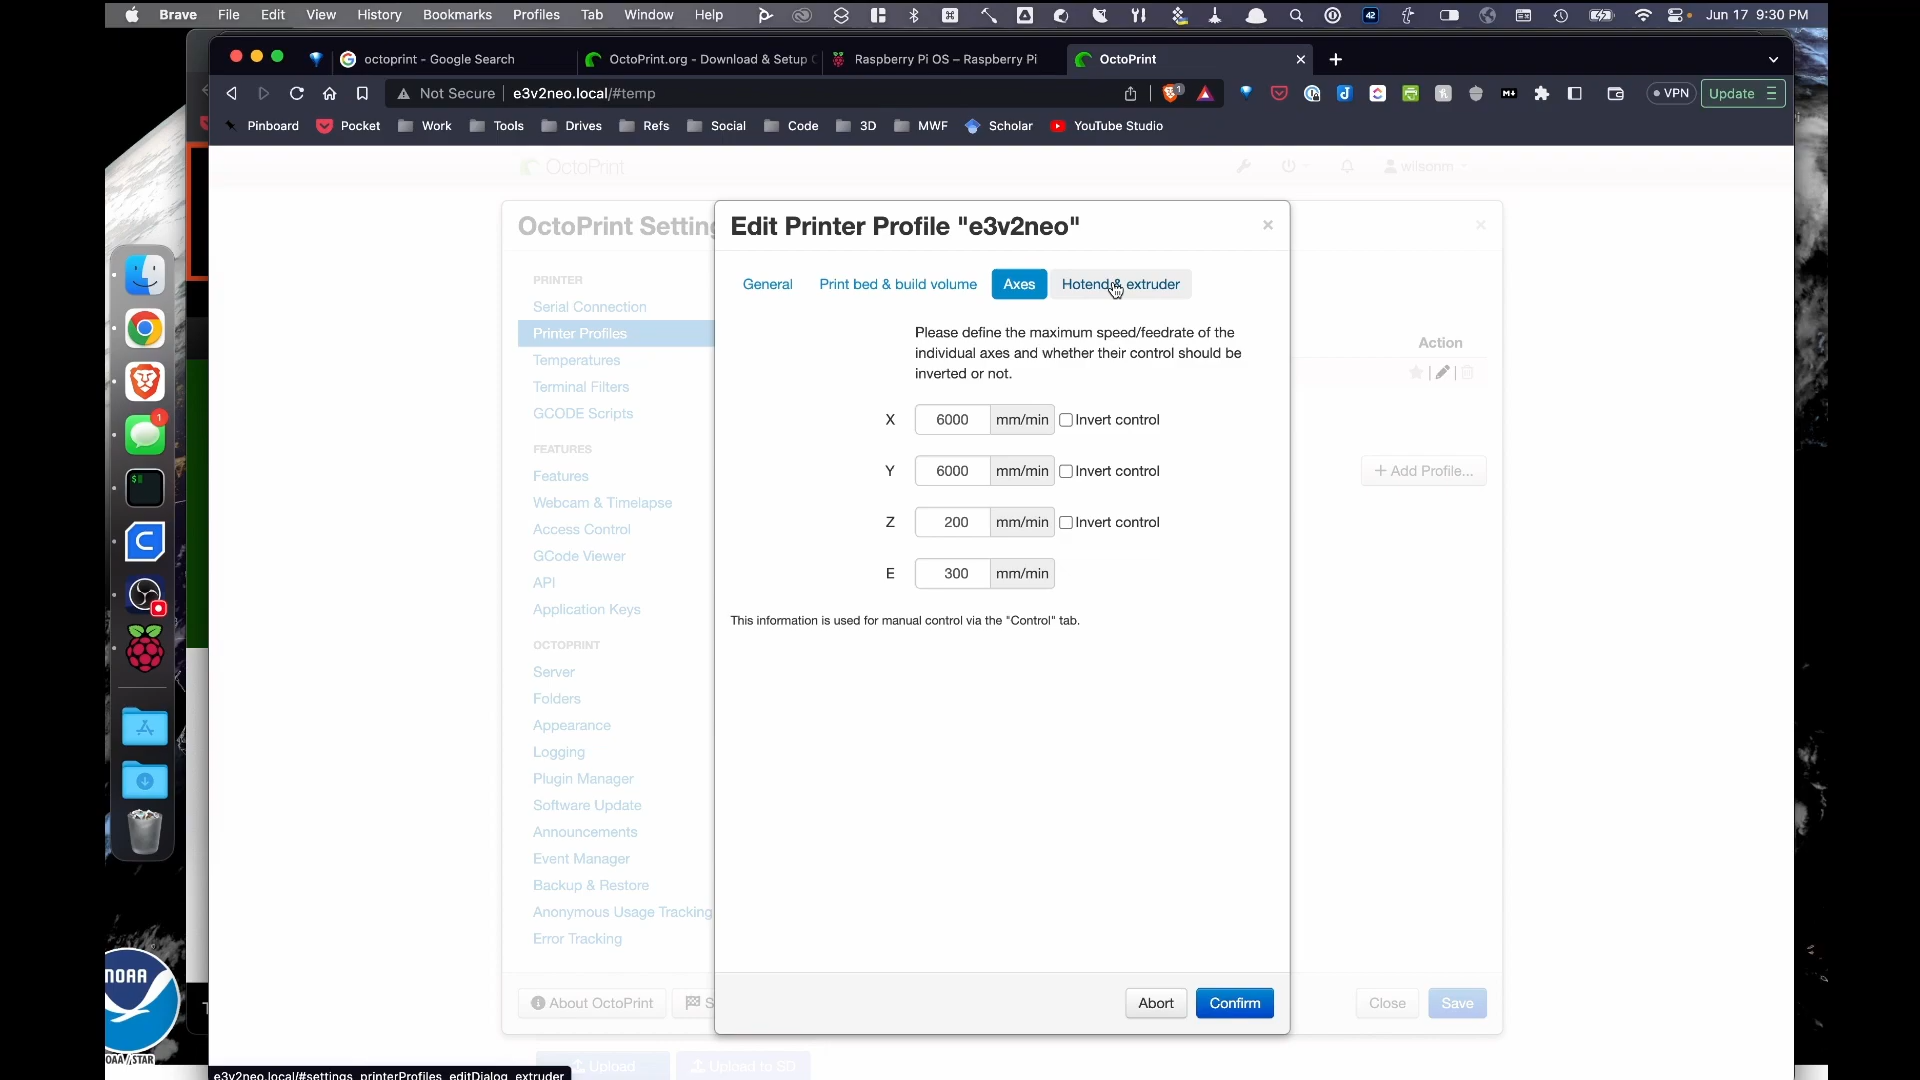 Brave File Edit View History Bookmarks Profiles Tab Window Help 42 Jun 17 9:30 PM
octoprint - Google Search
OctoPrint.org - Download & Setup
Raspberry Pi OS – Raspberry Pi
OctoPrint
Not Secure e3v2neo.local/#temp
1
VPN
Update
Pinboard Pocket Work Tools Drives Refs Social Code 3D MWF Scholar YouTube Studio
OctoPrint
wilsonm
OctoPrint Setting
Edit Printer Profile "e3v2neo"
PRINTER
Serial Connection
Printer Profiles
Temperatures
Terminal Filters
GCODE Scripts
FEATURES
Features
Webcam & Timelapse
Access Control
GCode Viewer
API
Application Keys
OCTOPRINT
Server
Folders
Appearance
Logging
Plugin Manager
Software Update
Announcements
Event Manager
Backup & Restore
Anonymous Usage Tracking
Error Tracking
General Print bed & build volume Axes Hotend & extruder
Please define the maximum speed/feedrate of the
individual axes and whether their control should be
inverted or not.
X 6000 mm/min Invert control
Y 6000 mm/min Invert control
Z 200 mm/min Invert control
E 300 mm/min
This information is used for manual control via the "Control" tab.
Action
+ Add Profile...
About OctoPrint
S
Abort Confirm
Close Save
Upload Upload to SD
e3v2neo.local/#settings_printerProfiles_editDialog_extruder
1
NOAA
NOAA/STAR